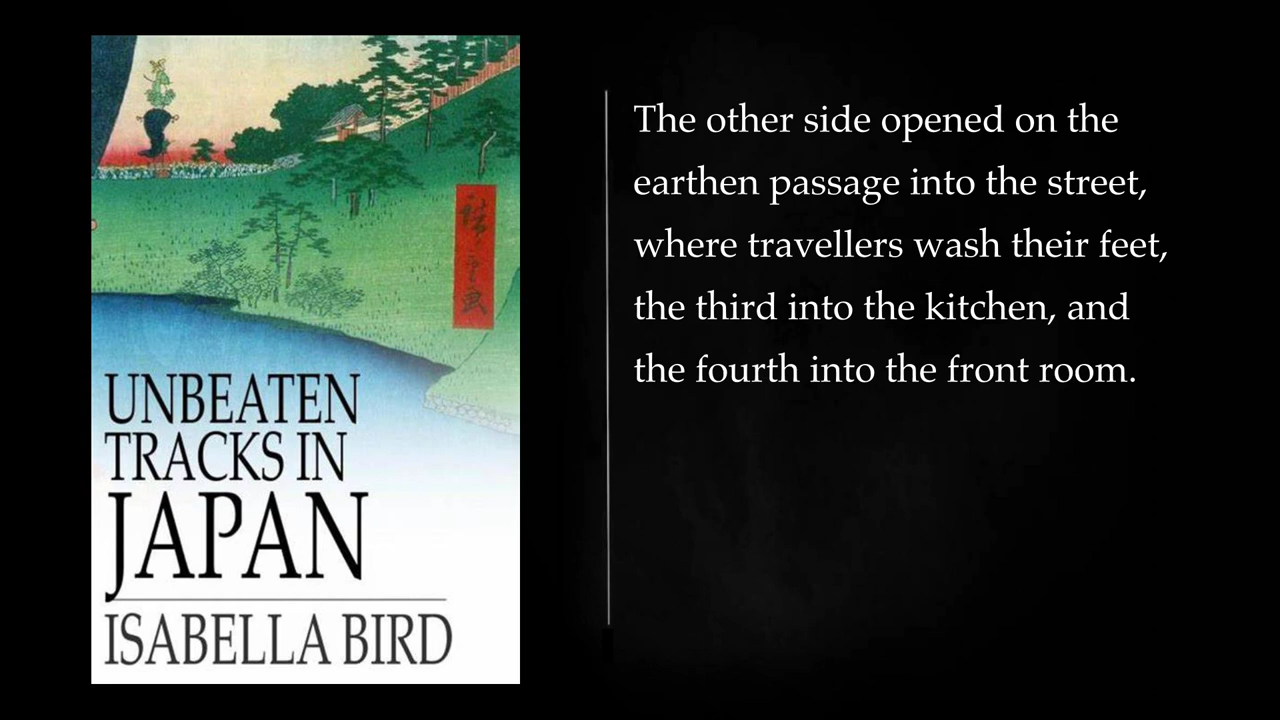 UNBEATEN
TRACKS IN
JAPAN
ISABELLA BIRD
The other side opened on the
earthen passage into the street,
where travellers wash their feet,
the third into the kitchen, and
the fourth into the front room.